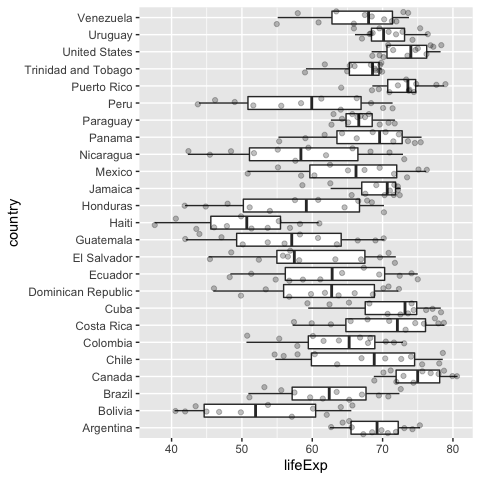 Venezuela
Uruguay
United States
Trinidad and Tobago
Puerto Rico
Peru
Paraguay
Panama
Nicaragua
Mexico
Jamaica
Honduras
Haiti
Guatemala
El Salvador
Ecuador
Dominican Republic
Cuba
Costa Rica
Colombia
Chile
Canada
Brazil
Bolivia
Argentina
country
40 50 60 70 80
lifeExp